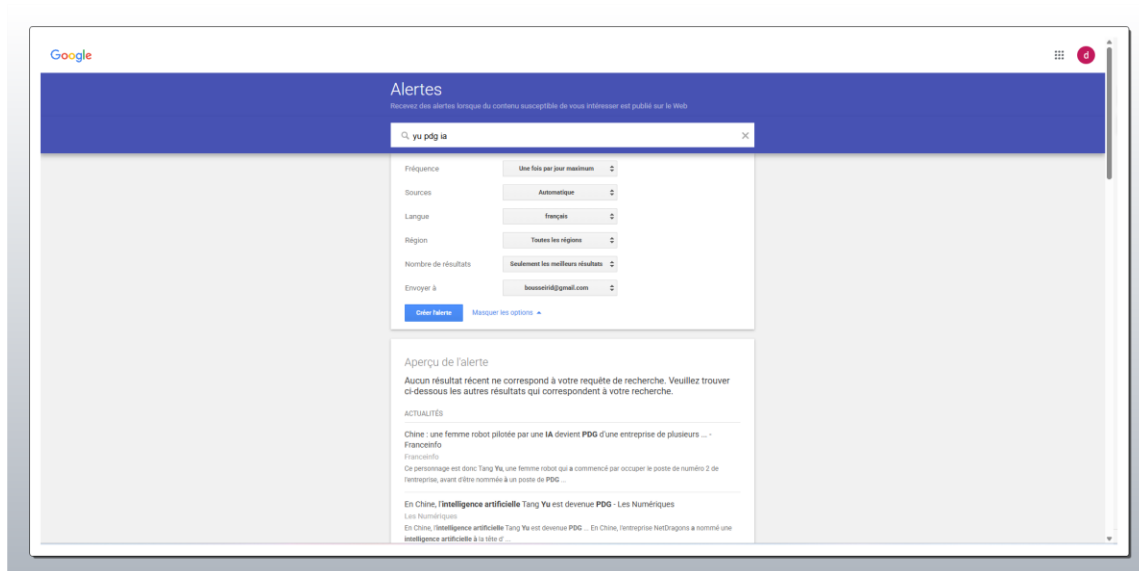 Google
d
Alertes
Recevez des alertes lorsque du contenu susceptible de vous intéresser est publié sur le Web
yu pdg ia
Fréquence Une fois par jour maximum
Sources Automatique
Langue français
Région Toutes les régions
Nombre de résultats Seulement les meilleurs résultats
Envoyer à bousseirid@gmail.com
Créer l'alerte Masquer les options
Aperçu de l'alerte
Aucun résultat récent ne correspond à votre requête de recherche. Veuillez trouver
ci-dessous les autres résultats qui correspondent à votre recherche.
ACTUALITÉS
Chine : une femme robot pilotée par une IA devient PDG d'une entreprise de plusieurs ... -
Franceinfo
Franceinfo
Ce personnage est donc Tang Yu, une femme robot qui a commencé par occuper le poste de numéro 2 de
l'entreprise, avant d'être nommée à un poste de PDG ...
En Chine, l'intelligence artificielle Tang Yu est devenue PDG - Les Numériques
Les Numériques
En Chine, l'intelligence artificielle Tang Yu est devenue PDG ... En Chine, l'entreprise NetDragons a nommé une
intelligence artificielle à la tête d' ...